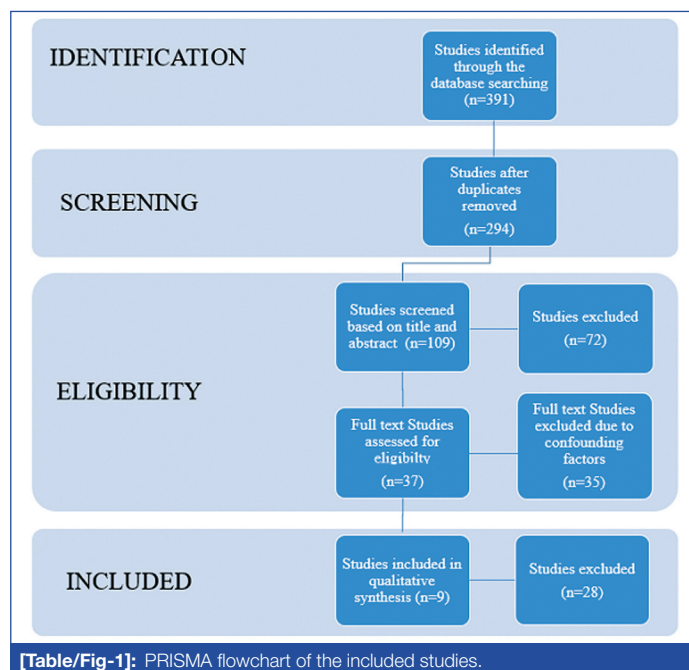 IDENTIFICATION
Studies identified
through the
database searching
(n=391)
SCREENING
Studies after
duplicates
removed
(n=294)
ELIGIBILITY
Studies screened
based on title and
abstract (n=109)
Studies excluded
(n=72)
Full text Studies
assessed for
eligibilty
(n=37)
Full text Studies
excluded due to
confounding
factors
(n=35)
INCLUDED
Studies included in
qualitative
synthesis (n=9)
Studies excluded
(n=28)
[Table/Fig-1]: PRISMA flowchart of the included studies.